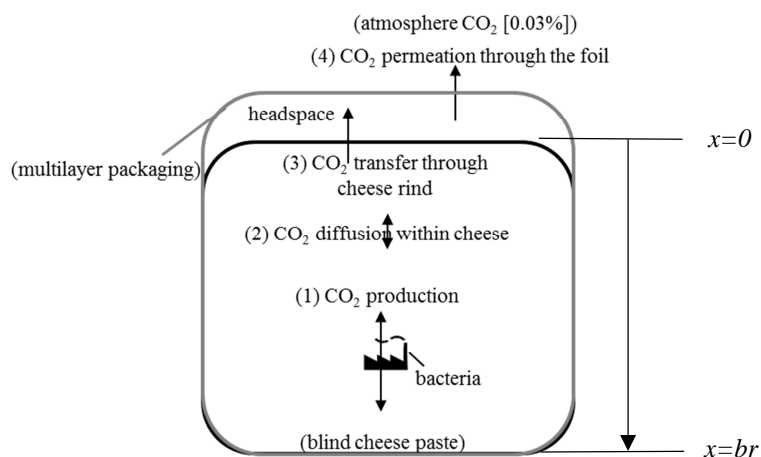 (atmosphere CO₂ [0.03%])
(4) CO₂ permeation through the foil
headspace
x=0
(multilayer packaging)
(3) CO₂ transfer through
cheese rind
(2) CO₂ diffusion within cheese
(1) CO₂ production
bacteria
(blind cheese paste)
x=br